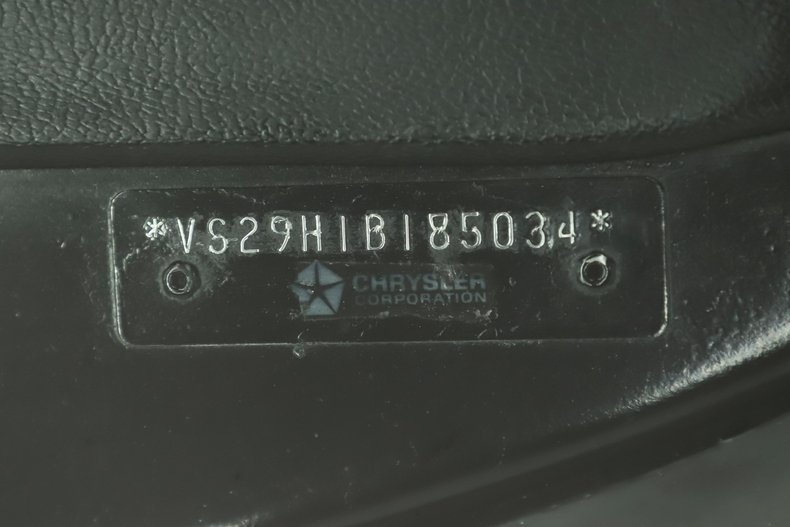 *VS29H1B185034*
CHRYSLER
CORPORATION